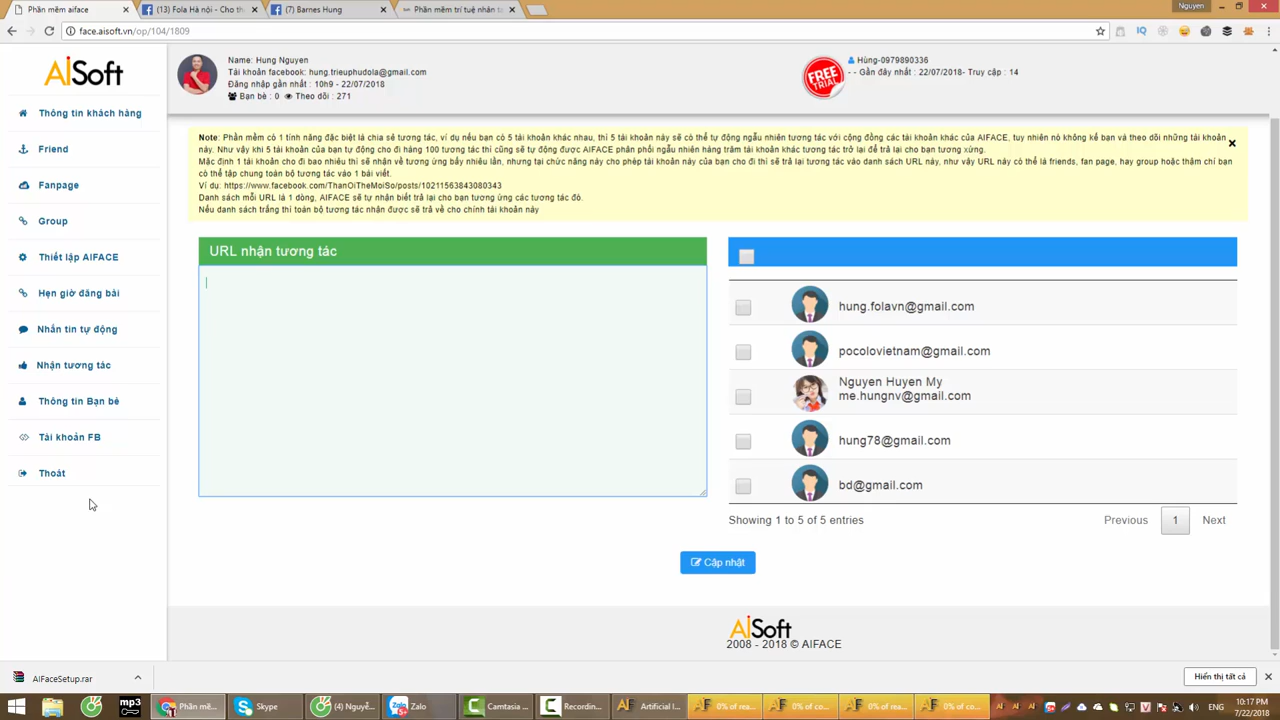 Phần mềm aiface
(13) Fola Hà nội - Cho th
(7) Barnes Hung
Phần mềm trí tuệ nhân t
Nguyen
face.aisoft.vn/op/104/1809
AiSoft
Thông tin khách hàng
Friend
Fanpage
Group
Thiết lập AIFACE
Hẹn giờ đăng bài
Nhắn tin tự động
Nhận tương tác
Thông tin Bạn bè
Tài khoản FB
Thoát
Name: Hung Nguyen
Tài khoản facebook: hung.trieuphudola@gmail.com
Đăng nhập gần nhất : 10h9 - 22/07/2018
Bạn bè : 0 Theo dõi : 271
FREE TRIAL
Hùng-0979890336
- - Gần đây nhất : 22/07/2018- Truy cập : 14
Note: Phần mềm có 1 tính năng đặc biệt là chia sẻ tương tác, ví dụ nếu bạn có 5 tài khoản khác nhau, thì 5 tài khoản này sẽ có thể tự động ngẫu nhiên tương tác với cộng đồng các tài khoản khác của AIFACE, tuy nhiên nó không kể bạn và theo dõi những tài khoản
này. Như vậy khi 5 tài khoản của bạn tự động cho đi hàng 100 tương tác thì bạn cũng sẽ tự động được AIFACE phân phối ngẫu nhiên hàng trăm tài khoản khác tương tác trở lại để trả lại cho bạn tương xứng.
Mặc định 1 tài khoản cho đi bao nhiêu thì sẽ nhận về tương ứng bấy nhiêu lần, nhưng tại chức năng này cho phép tài khoản này của bạn cho đi thì sẽ trả lại tương tác vào danh sách URL này, như vậy URL này có thể là friends, fan page, hay group hoặc thậm chí bạn
có thể tập chung toàn bộ tương tác vào 1 bài viết.
Ví dụ: https://www.facebook.com/ThanOiTheMoiSo/posts/10211563843080343
Danh sách mỗi URL là 1 dòng, AIFACE sẽ tự nhận biết trả lại cho bạn tương ứng các tương tác đó.
Nếu danh sách trắng thì toàn bộ tương tác nhận được sẽ trả về cho chính tài khoản này
URL nhận tương tác
hung.folavn@gmail.com
pocolovietnam@gmail.com
Nguyen Huyen My
me.hungnv@gmail.com
hung78@gmail.com
bd@gmail.com
Showing 1 to 5 of 5 entries
Previous 1 Next
Cập nhật
AiSoft
2008 - 2018 © AIFACE
AIFaceSetup.rar
Hiển thị tất cả
mp3
Phần mề...
Skype
(4) Nguyễ...
Zalo
Camtasia ...
Recordin...
Artificial I...
0% of rea...
0% of co...
0% of rea...
0% of co...
ENG
10:17 PM
7/22/2018